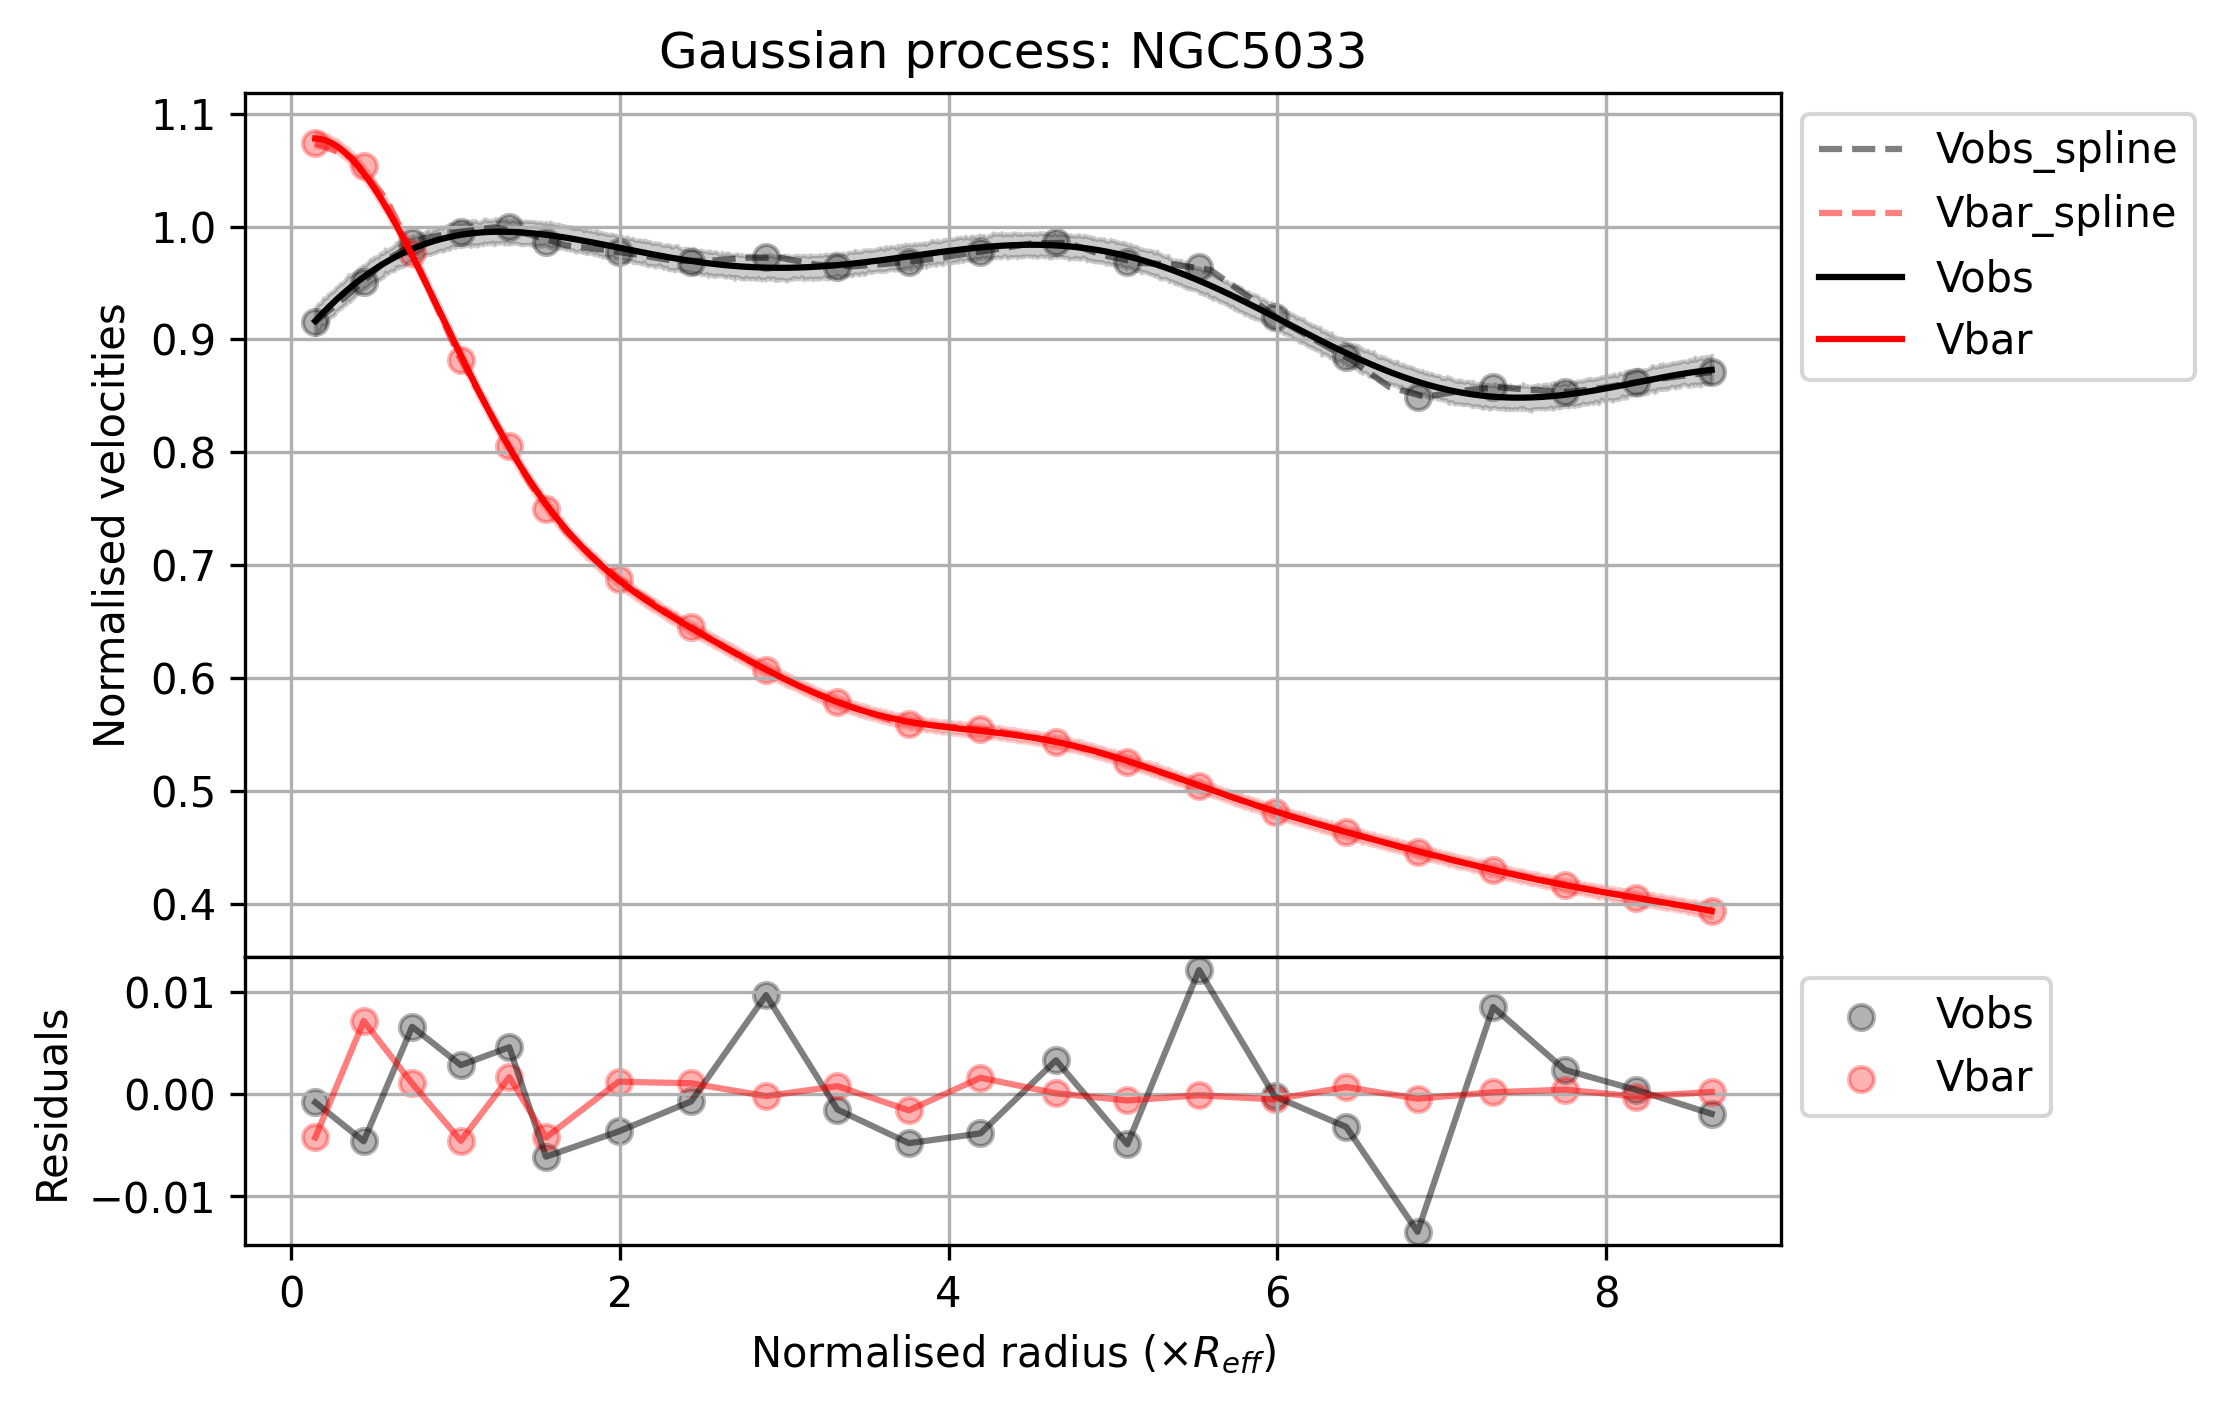 Gaussian process: NGC5033
1.1
1.0
0.9
0.8
0.7
0.6
0.5
0.4
Normalised velocities
Vobs_spline
Vbar_spline
Vobs
Vbar
0.01
0.00
−0.01
Residuals
Vobs
Vbar
0 2 4 6 8
Normalised radius (×R_eff)